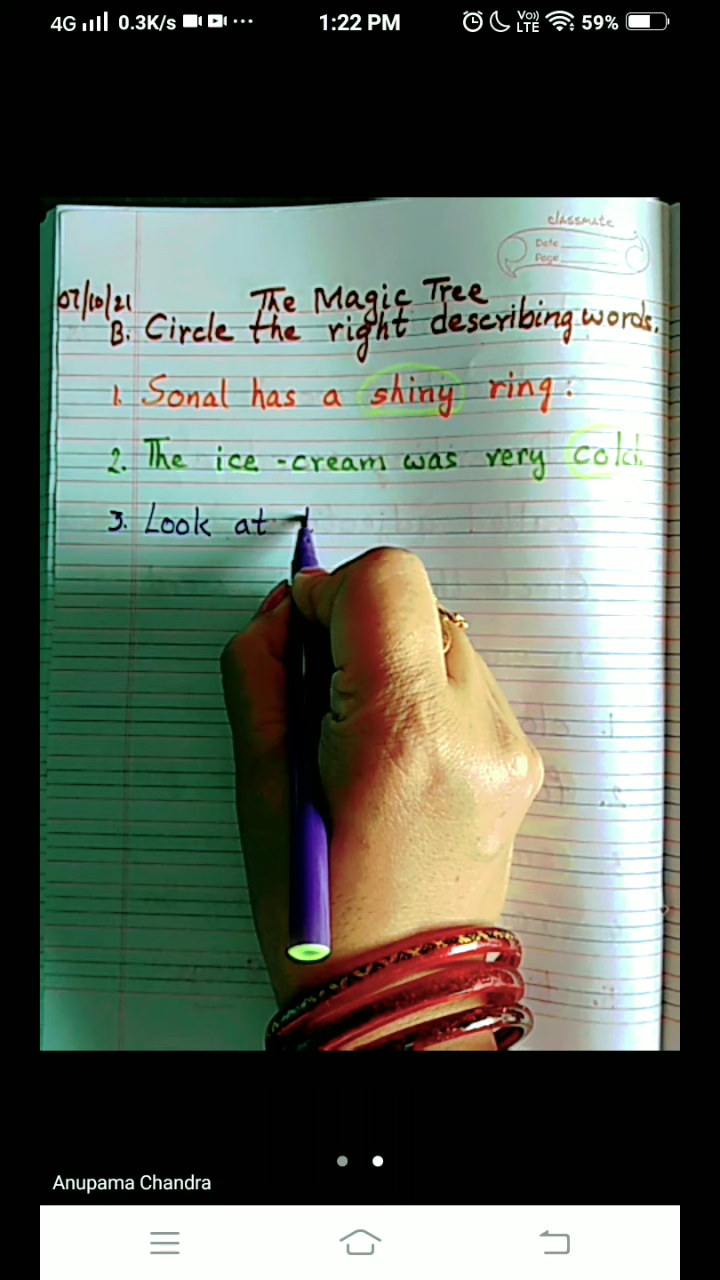 4G 0.3K/s ... 1:22 PM Vo) LTE 59%
classmate
Date
Page
07/10/21 The Magic Tree
B. Circle the right describing words.
1. Sonal has a shiny ring.
2. The ice-cream was very cold.
3. Look at
Anupama Chandra